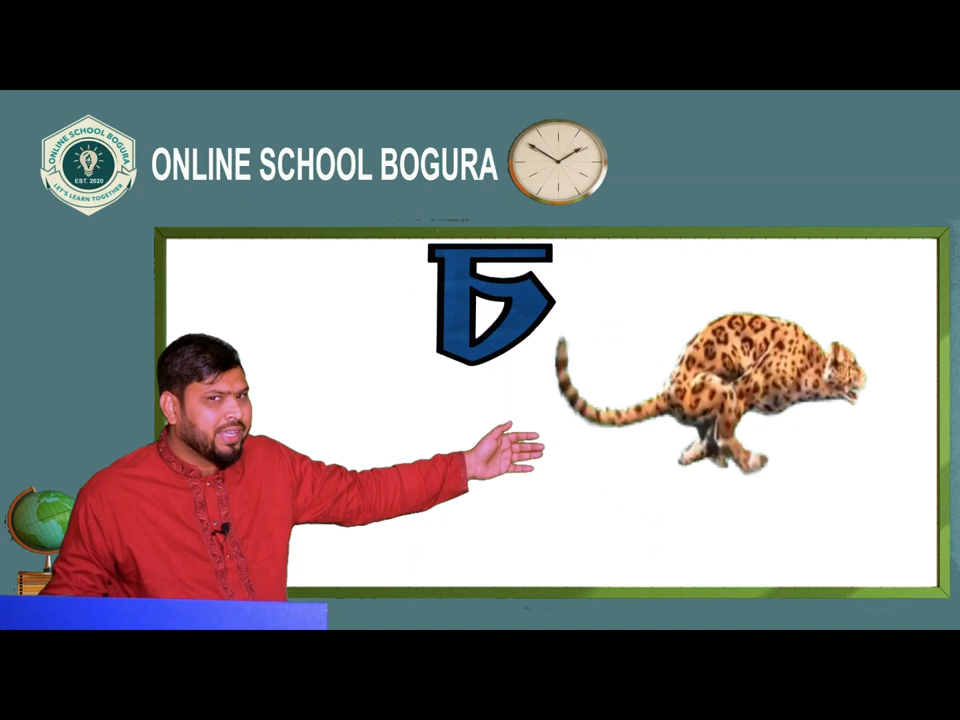 ONLINE SCHOOL BOGURA
EST. 2020
LET'S LEARN TOGETHER
ONLINE SCHOOL BOGURA
চ